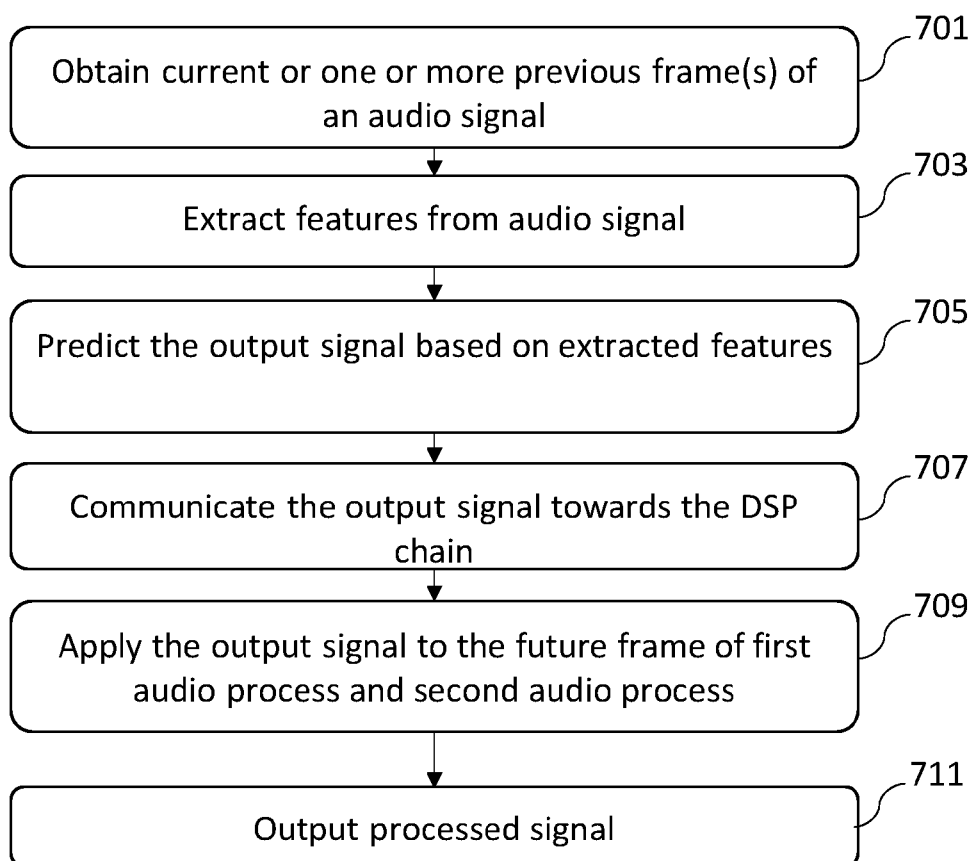 701
Obtain current or one or more previous frame(s) of
an audio signal
703
Extract features from audio signal
705
Predict the output signal based on extracted features
707
Communicate the output signal towards the DSP
chain
709
Apply the output signal to the future frame of first
audio process and second audio process
711
Output processed signal